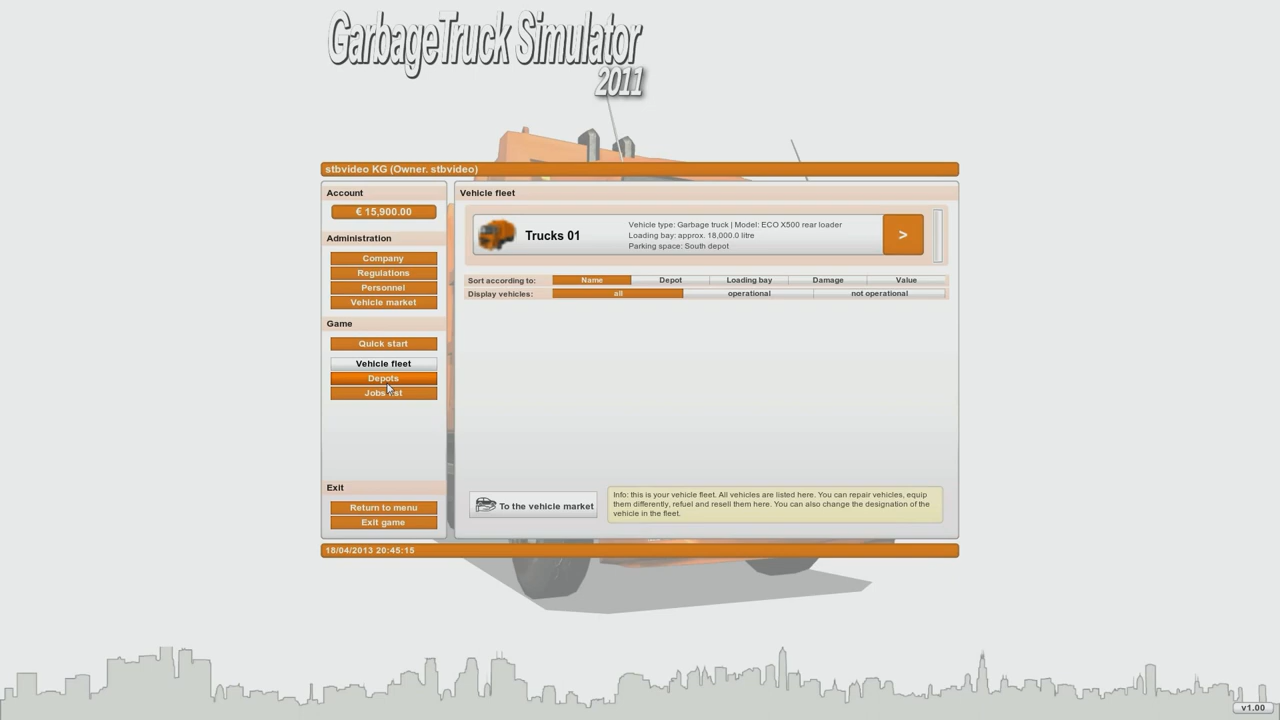 GarbageTruck Simulator
2011
stbvideo KG (Owner. stbvideo)
Account
€ 15,900.00
Administration
Company
Regulations
Personnel
Vehicle market
Game
Quick start
Vehicle fleet
Depots
Exit
Return to menu
Exit game
Vehicle fleet
Trucks 01
Vehicle type: Garbage truck | Model: ECO X500 rear loader
Loading bay: approx. 18,000.0 litre
Parking space: South depot
>
Sort according to: Name Depot Loading bay Damage Value
Display vehicles: all operational not operational
To the vehicle market
Info: this is your vehicle fleet. All vehicles are listed here. You can repair vehicles, equip
them differently, refuel and resell them here. You can also change the designation of the
vehicle in the fleet.
18/04/2013 20:45:15
v1.00